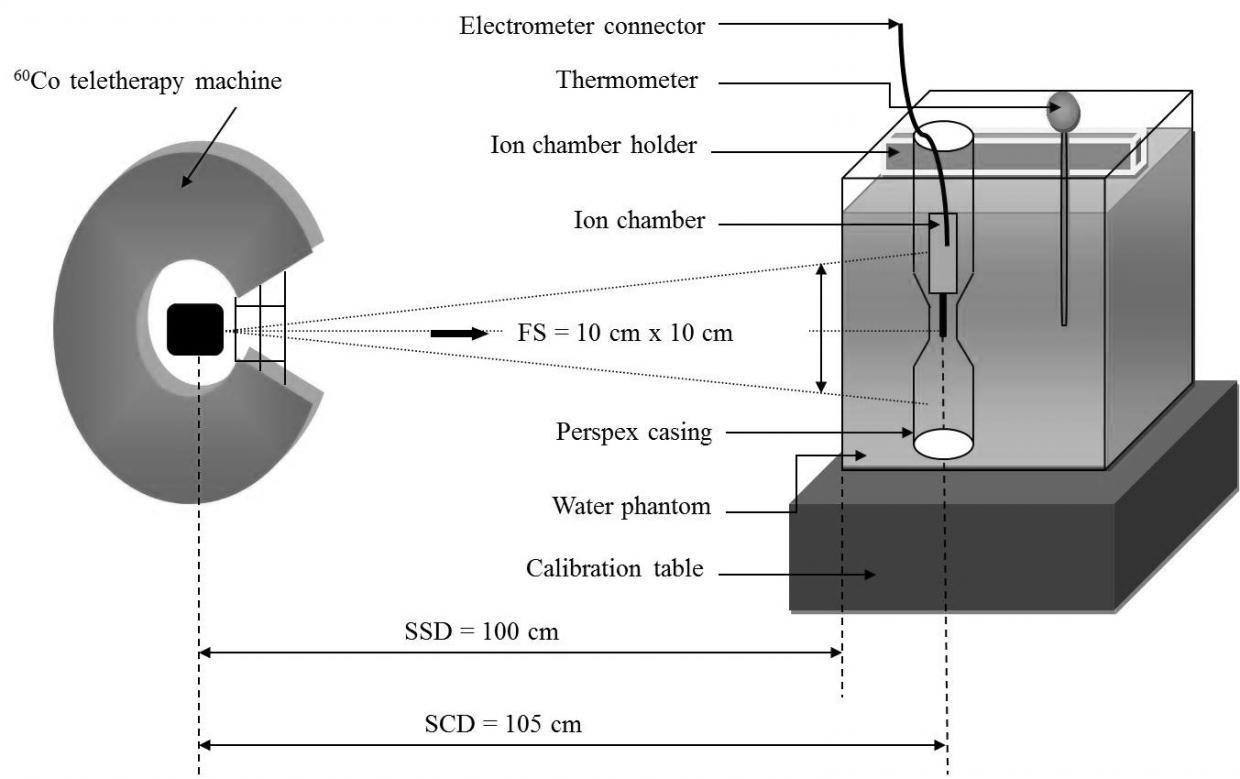 Electrometer connector
⁶⁰Co teletherapy machine
Thermometer
Ion chamber holder
Ion chamber
FS = 10 cm x 10 cm
Perspex casing
Water phantom
Calibration table
SSD = 100 cm
SCD = 105 cm